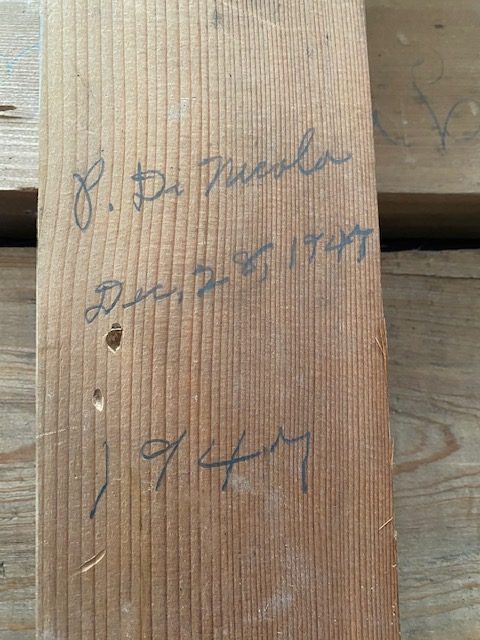 P. Di Nicola
Dec. 28, 1947
1947